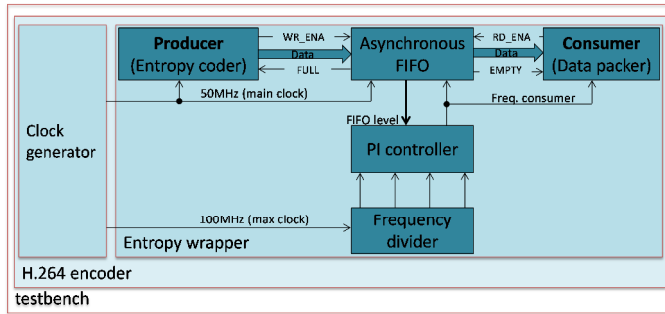 Producer
(Entropy coder)
WR_ENA
Data
FULL
Asynchronous
FIFO
RD_ENA
Data
EMPTY
Consumer
(Data packer)
50MHz (main clock)
Freq. consumer
FIFO level
Clock
generator
PI controller
100MHz (max clock)
Frequency
divider
Entropy wrapper
H.264 encoder
testbench